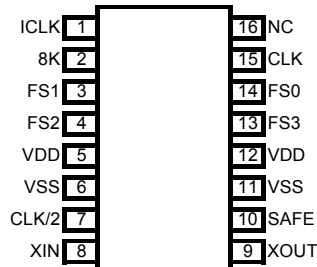 ICLK 1 16 NC
8K 2 15 CLK
FS1 3 14 FS0
FS2 4 13 FS3
VDD 5 12 VDD
VSS 6 11 VSS
CLK/2 7 10 SAFE
XIN 8 9 XOUT